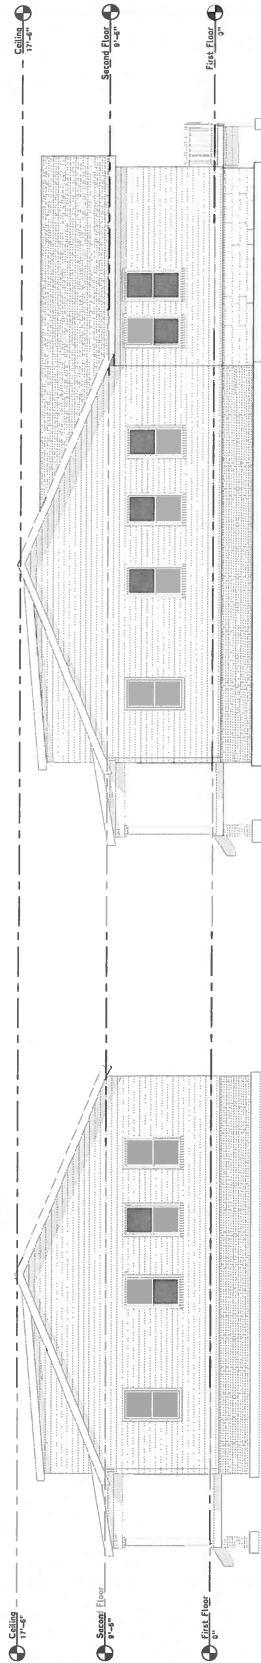 Ceiling
17'-6"
Second Floor
9'-6"
First Floor
0"
Ceiling
17'-6"
Second Floor
9'-6"
First Floor
0"